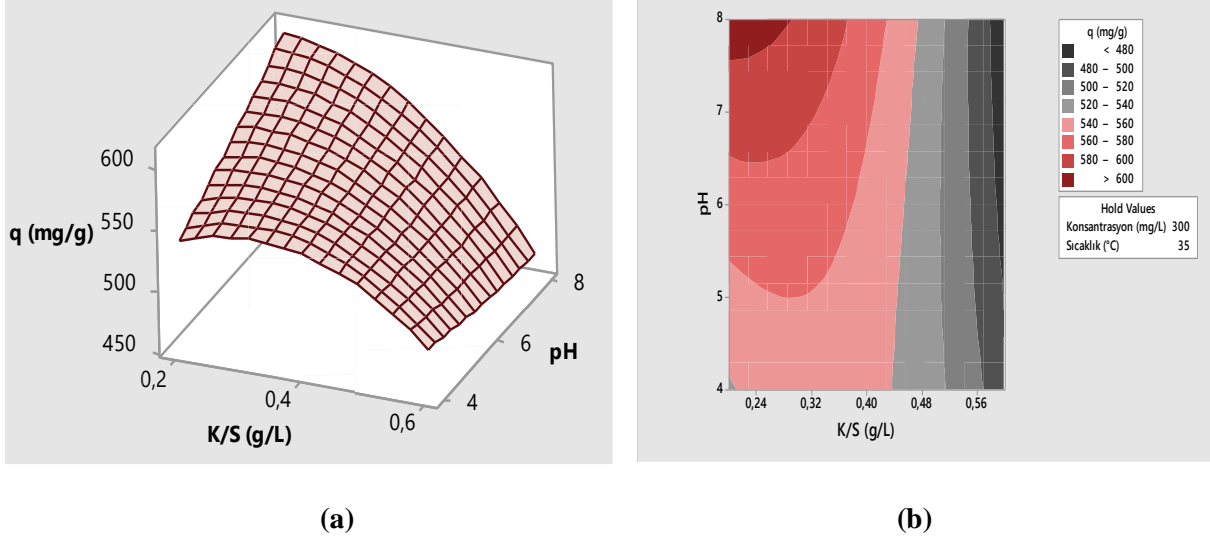 600
550
500
450
q (mg/g)
0,2
0,4
0,6
K/S (g/L)
4
6
8
pH
(a)
8
7
6
5
4
pH
0,24
0,32
0,40
0,48
0,56
K/S (g/L)
q (mg/g)
< 480
480 – 500
500 – 520
520 – 540
540 – 560
560 – 580
580 – 600
> 600
Hold Values
Konsantrasyon (mg/L) 300
Sıcaklık (°C) 35
(b)